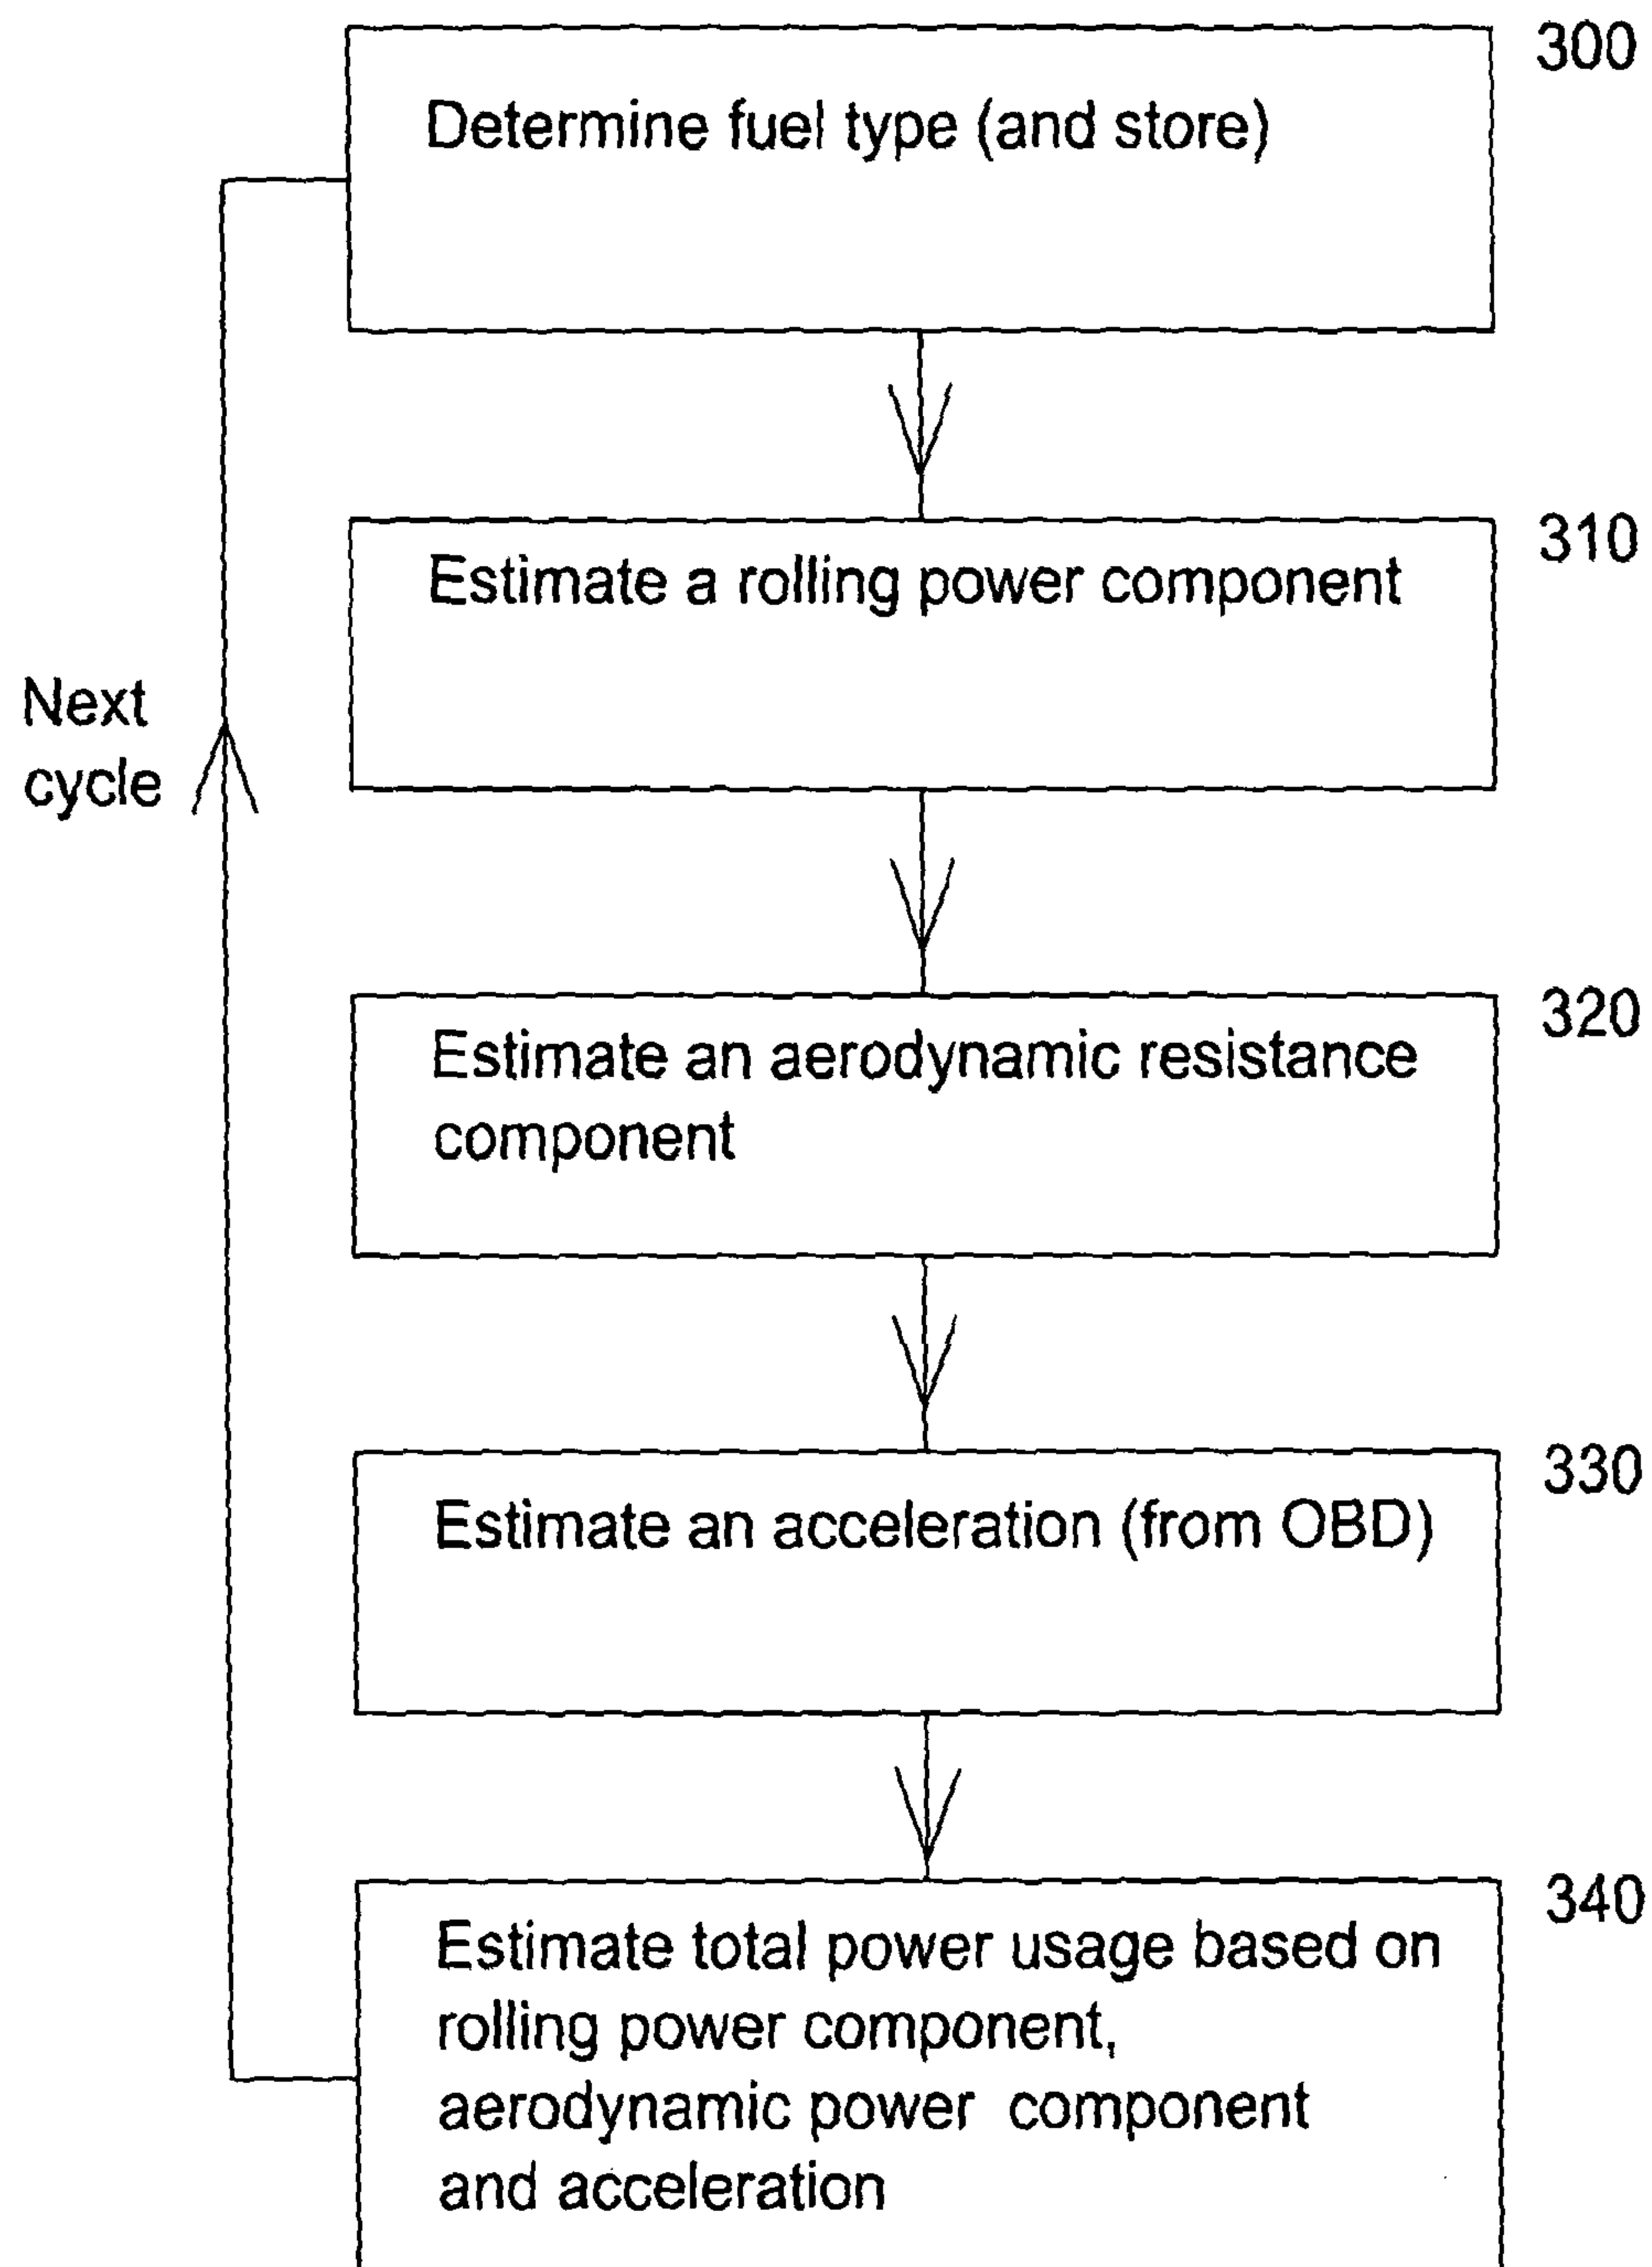 300
Determine fuel type (and store)
310
Estimate a rolling power component
Next
cycle
320
Estimate an aerodynamic resistance
component
330
Estimate an acceleration (from OBD)
340
Estimate total power usage based on
rolling power component,
aerodynamic power component
and acceleration